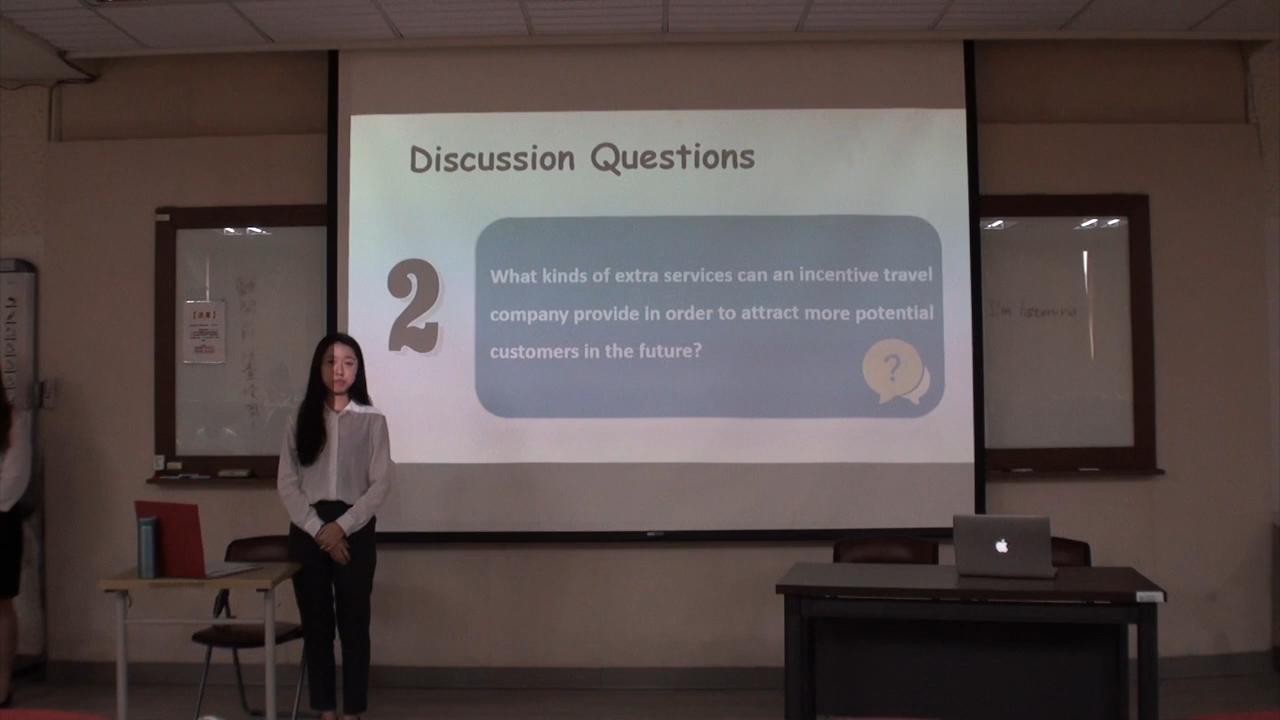 Discussion Questions
2
What kinds of extra services can an incentive travel
company provide in order to attract more potential
customers in the future?
?
I'm listening